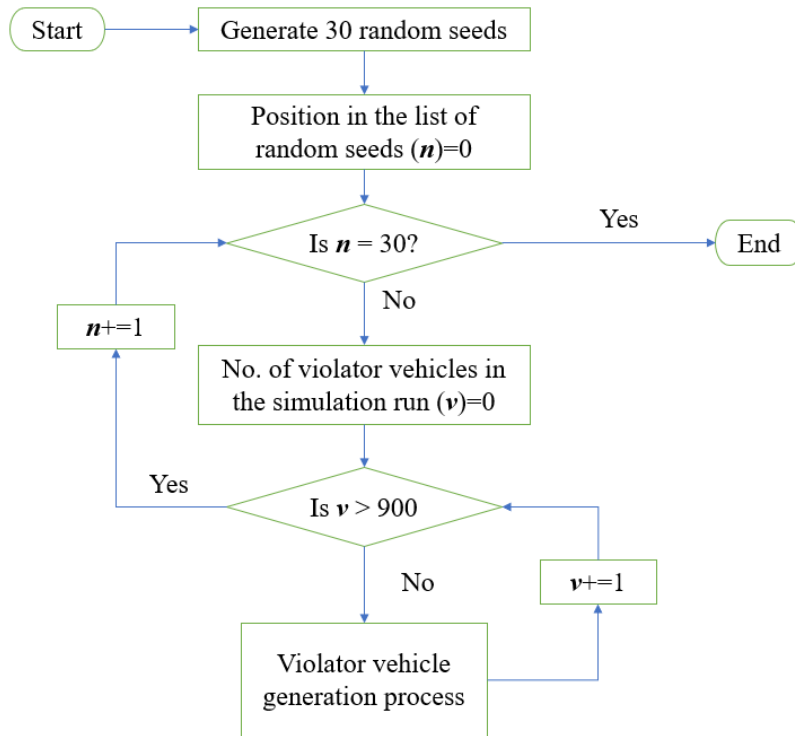 Start
Generate 30 random seeds
Position in the list of
random seeds (n)=0
Is n = 30?
Yes
End
No
n+=1
No. of violator vehicles in
the simulation run (v)=0
Yes
Is v > 900
No
v+=1
Violator vehicle
generation process